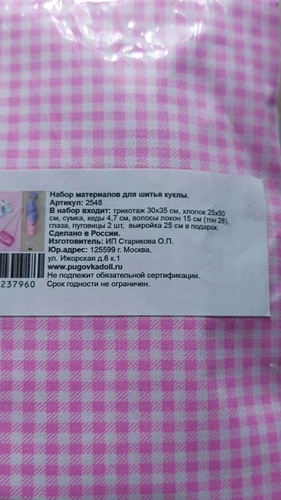 Набор материалов для шитья куклы.
Артикул: 2548
В набор входит: трикотаж 30х35 см, хлопок 25х50
см, сумка, кеды 4,7 см, волосы локон 15 см (тон 28),
глаза, пуговицы 2 шт, выкройка 25 см в подарок.
Сделано в России.
Изготовитель: ИП Старикова О.П.
Юр.адрес: 125599 г. Москва,
ул. Ижорская д.6 к.1
www.pugovkadoll.ru
Не подлежит обязательной сертификации.
Срок годности не ограничен.
237960